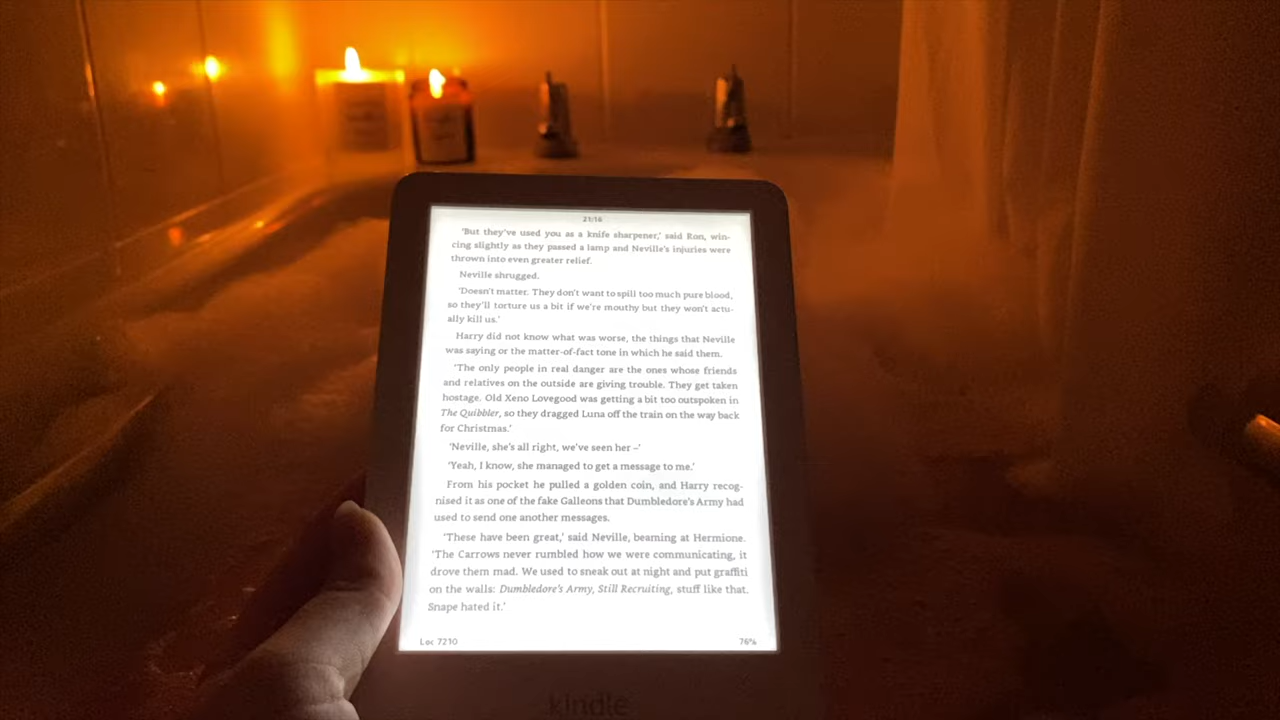 21:16
'But they've used you as a knife sharpener,' said Ron, win-
cing slightly as they passed a lamp and Neville's injuries were
thrown into even greater relief.
Neville shrugged.
'Doesn't matter. They don't want to spill too much pure blood,
so they'll torture us a bit if we're mouthy but they won't actu-
ally kill us.'
Harry did not know what was worse, the things that Neville
was saying or the matter-of-fact tone in which he said them.
'The only people in real danger are the ones whose friends
and relatives on the outside are giving trouble. They get taken
hostage. Old Xeno Lovegood was getting a bit too outspoken in
The Quibbler, so they dragged Luna off the train on the way back
for Christmas.'
'Neville, she's all right, we've seen her –'
'Yeah, I know, she managed to get a message to me.'
From his pocket he pulled a golden coin, and Harry recog-
nised it as one of the fake Galleons that Dumbledore's Army had
used to send one another messages.
'These have been great,' said Neville, beaming at Hermione.
'The Carrows never rumbled how we were communicating, it
drove them mad. We used to sneak out at night and put graffiti
on the walls: Dumbledore's Army, Still Recruiting, stuff like that.
Snape hated it.'
Loc 7210 76%
kindle